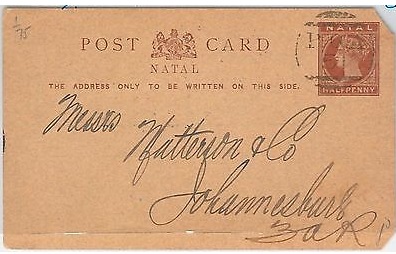 1/75
POST CARD
NATAL
THE ADDRESS ONLY TO BE WRITTEN ON THIS SIDE.
NATAL
HALFPENNY
Messrs Watterson & Co
Johannesburg
ZAR